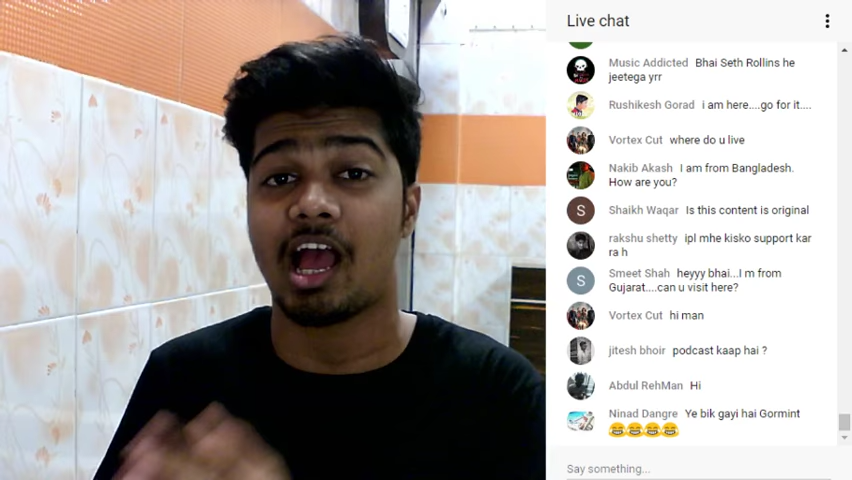 Live chat
Music Addicted Bhai Seth Rollins he
jeetega yrr
Rushikesh Gorad i am here....go for it....
Vortex Cut where do u live
Nakib Akash I am from Bangladesh.
How are you?
S Shaikh Waqar Is this content is original
rakshu shetty ipl mhe kisko support kar
ra h
S Smeet Shah heyyy bhai...I m from
Gujarat....can u visit here?
Vortex Cut hi man
jitesh bhoir podcast kaap hai ?
Abdul RehMan Hi
Ninad Dangre Ye bik gayi hai Gormint
😂😂😂😂
Say something...